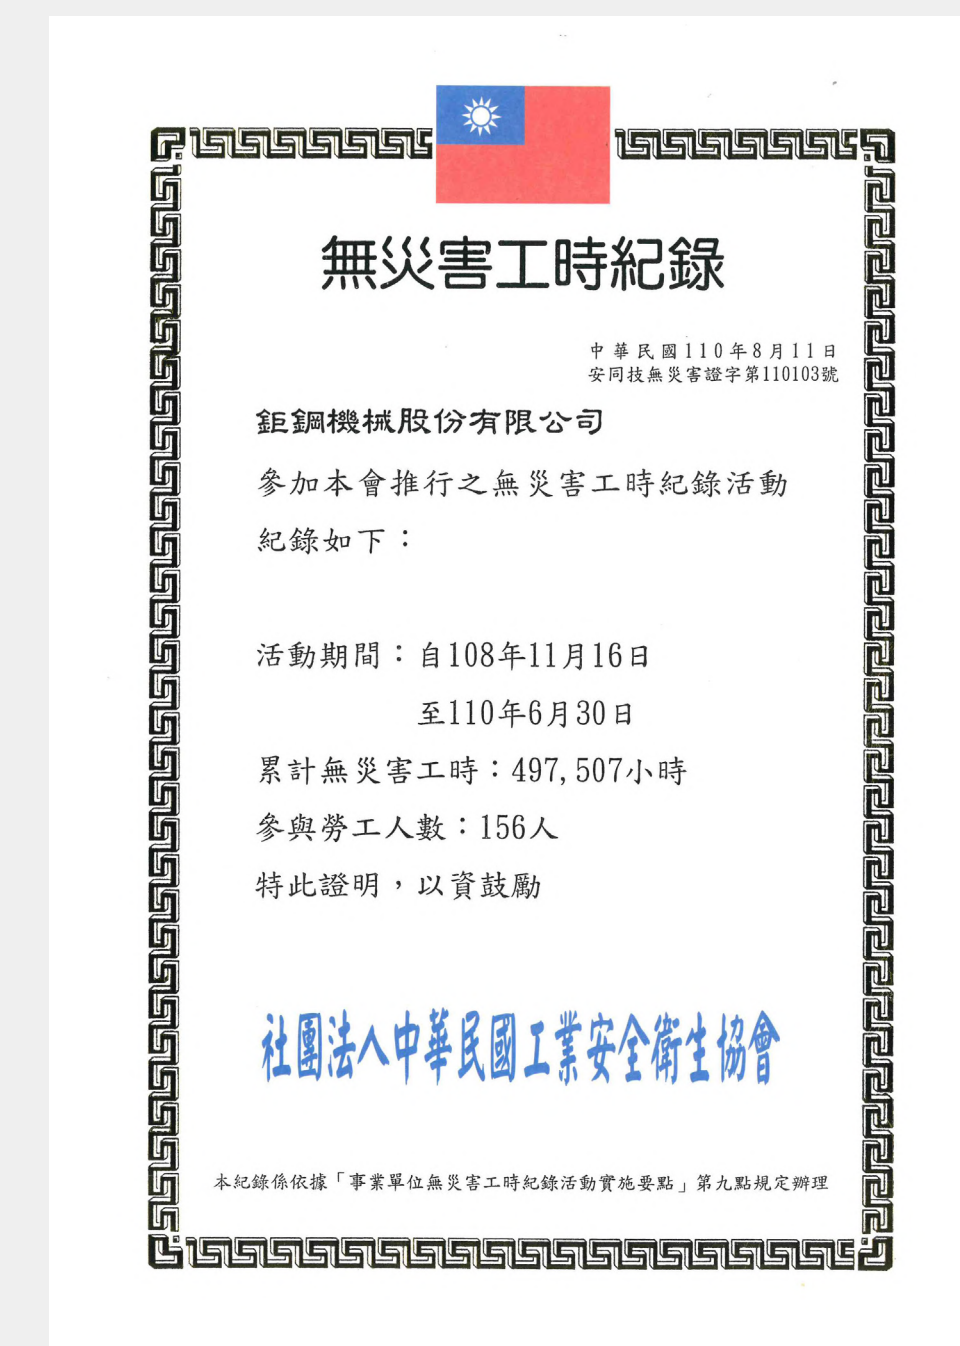 無災害工時紀錄
中華民國110年8月11日
安同技無災害證字第110103號
鉅鋼機械股份有限公司
參加本會推行之無災害工時紀錄活動
紀錄如下：
活動期間：自108年11月16日
至110年6月30日
累計無災害工時：497,507小時
參與勞工人數：156人
特此證明，以資鼓勵
社團法人中華民國工業安全衛生協會
本紀錄係依據「事業單位無災害工時紀錄活動實施要點」第九點規定辦理